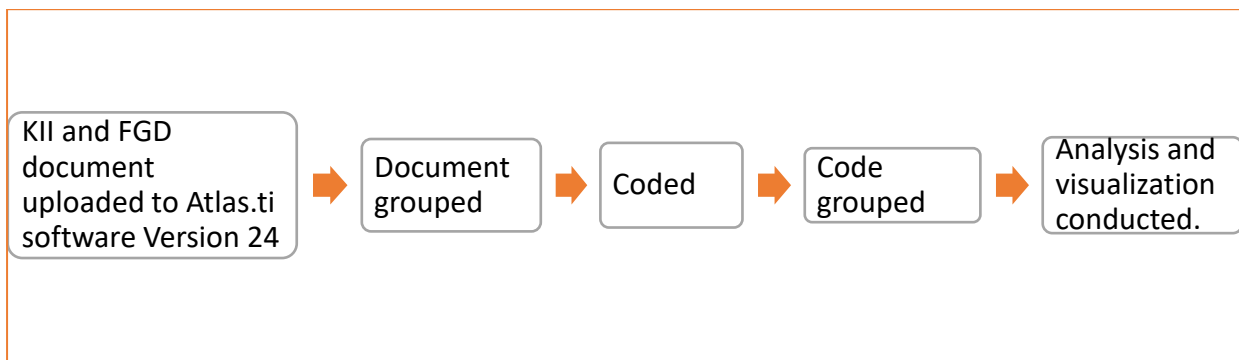 KII and FGD
document
uploaded to Atlas.ti
software Version 24
Document
grouped
Coded
Code
grouped
Analysis and
visualization
conducted.